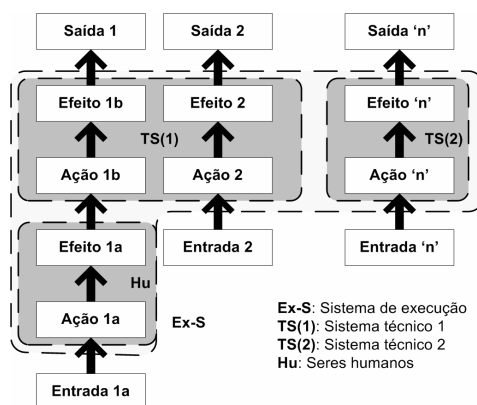 Saída 1
Saída 2
Saída ‘n’
Efeito 1b
Efeito 2
Efeito ‘n’
TS(1)
TS(2)
Ação 1b
Ação 2
Ação ‘n’
Efeito 1a
Entrada 2
Entrada ‘n’
Hu
Ação 1a
Ex-S
Entrada 1a
Ex-S: Sistema de execução
TS(1): Sistema técnico 1
TS(2): Sistema técnico 2
Hu: Seres humanos